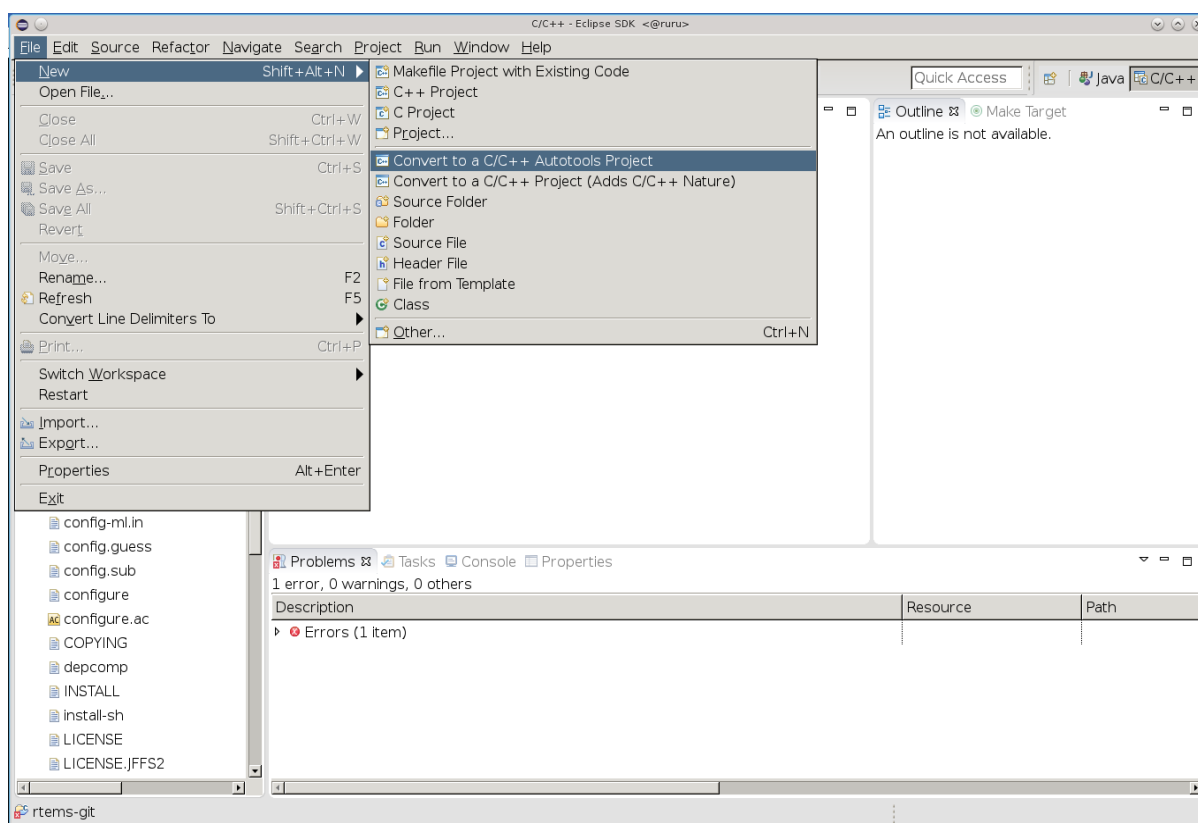 C/C++ - Eclipse SDK <@ruru>
File Edit Source Refactor Navigate Search Project Run Window Help
Quick Access Java C/C++
New Shift+Alt+N
Open File...
Close Ctrl+W
Close All Shift+Ctrl+W
Save Ctrl+S
Save As...
Save All Shift+Ctrl+S
Revert
Move...
Rename... F2
Refresh F5
Convert Line Delimiters To
Print... Ctrl+P
Switch Workspace
Restart
Import...
Export...
Properties Alt+Enter
Exit
Makefile Project with Existing Code
C++ Project
C Project
Project...
Convert to a C/C++ Autotools Project
Convert to a C/C++ Project (Adds C/C++ Nature)
Source Folder
Folder
Source File
Header File
File from Template
Class
Other... Ctrl+N
Outline Make Target
An outline is not available.
config-ml.in
config.guess
config.sub
configure
configure.ac
COPYING
depcomp
INSTALL
install-sh
LICENSE
LICENSE.JFFS2
Problems Tasks Console Properties
1 error, 0 warnings, 0 others
Description Resource Path
Errors (1 item)
rtems-git